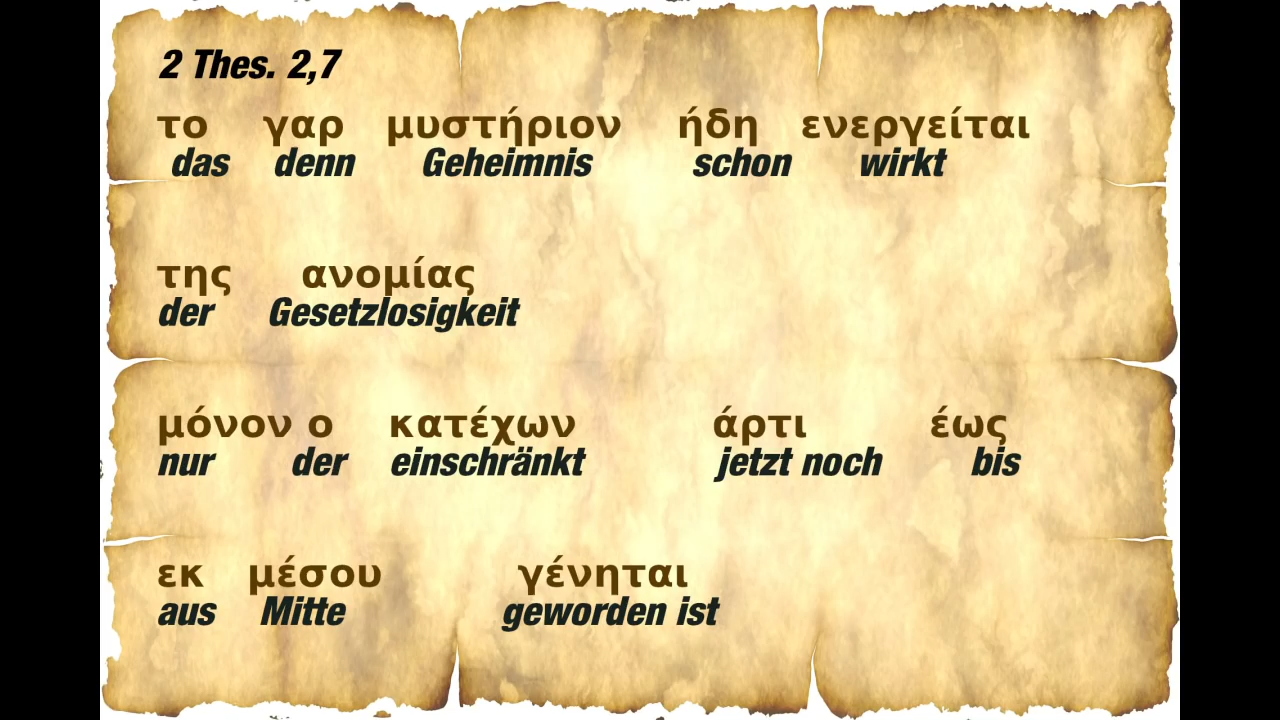 2 Thes. 2,7
το γαρ μυστήριον ήδη ενεργείται
das denn Geheimnis schon wirkt
της ανομίας
der Gesetzlosigkeit
μόνον ο κατέχων άρτι έως
nur der einschränkt jetzt noch bis
εκ μέσου γένηται
aus Mitte geworden ist